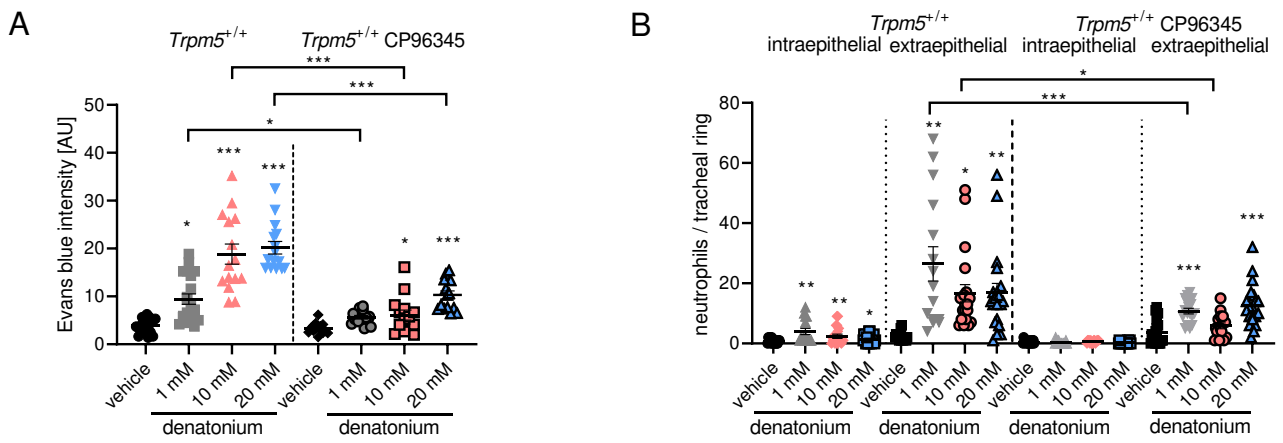 A
Trpm5+/+ Trpm5+/+ CP96345
***
***
*
Evans blue intensity [AU]
50
40
30
20
10
0
* *** *** * ***
vehicle 1 mM 10 mM 20 mM vehicle 1 mM 10 mM 20 mM
denatonium denatonium
B
Trpm5+/+ Trpm5+/+ CP96345
intraepithelial extraepithelial intraepithelial extraepithelial
*
***
neutrophils / tracheal ring
80
60
40
20
0
** ** * ** * ** *** ***
vehicle 1 mM 10 mM 20 mM vehicle 1 mM 10 mM 20 mM vehicle 1 mM 10 mM 20 mM vehicle 1 mM 10 mM 20 mM
denatonium denatonium denatonium denatonium